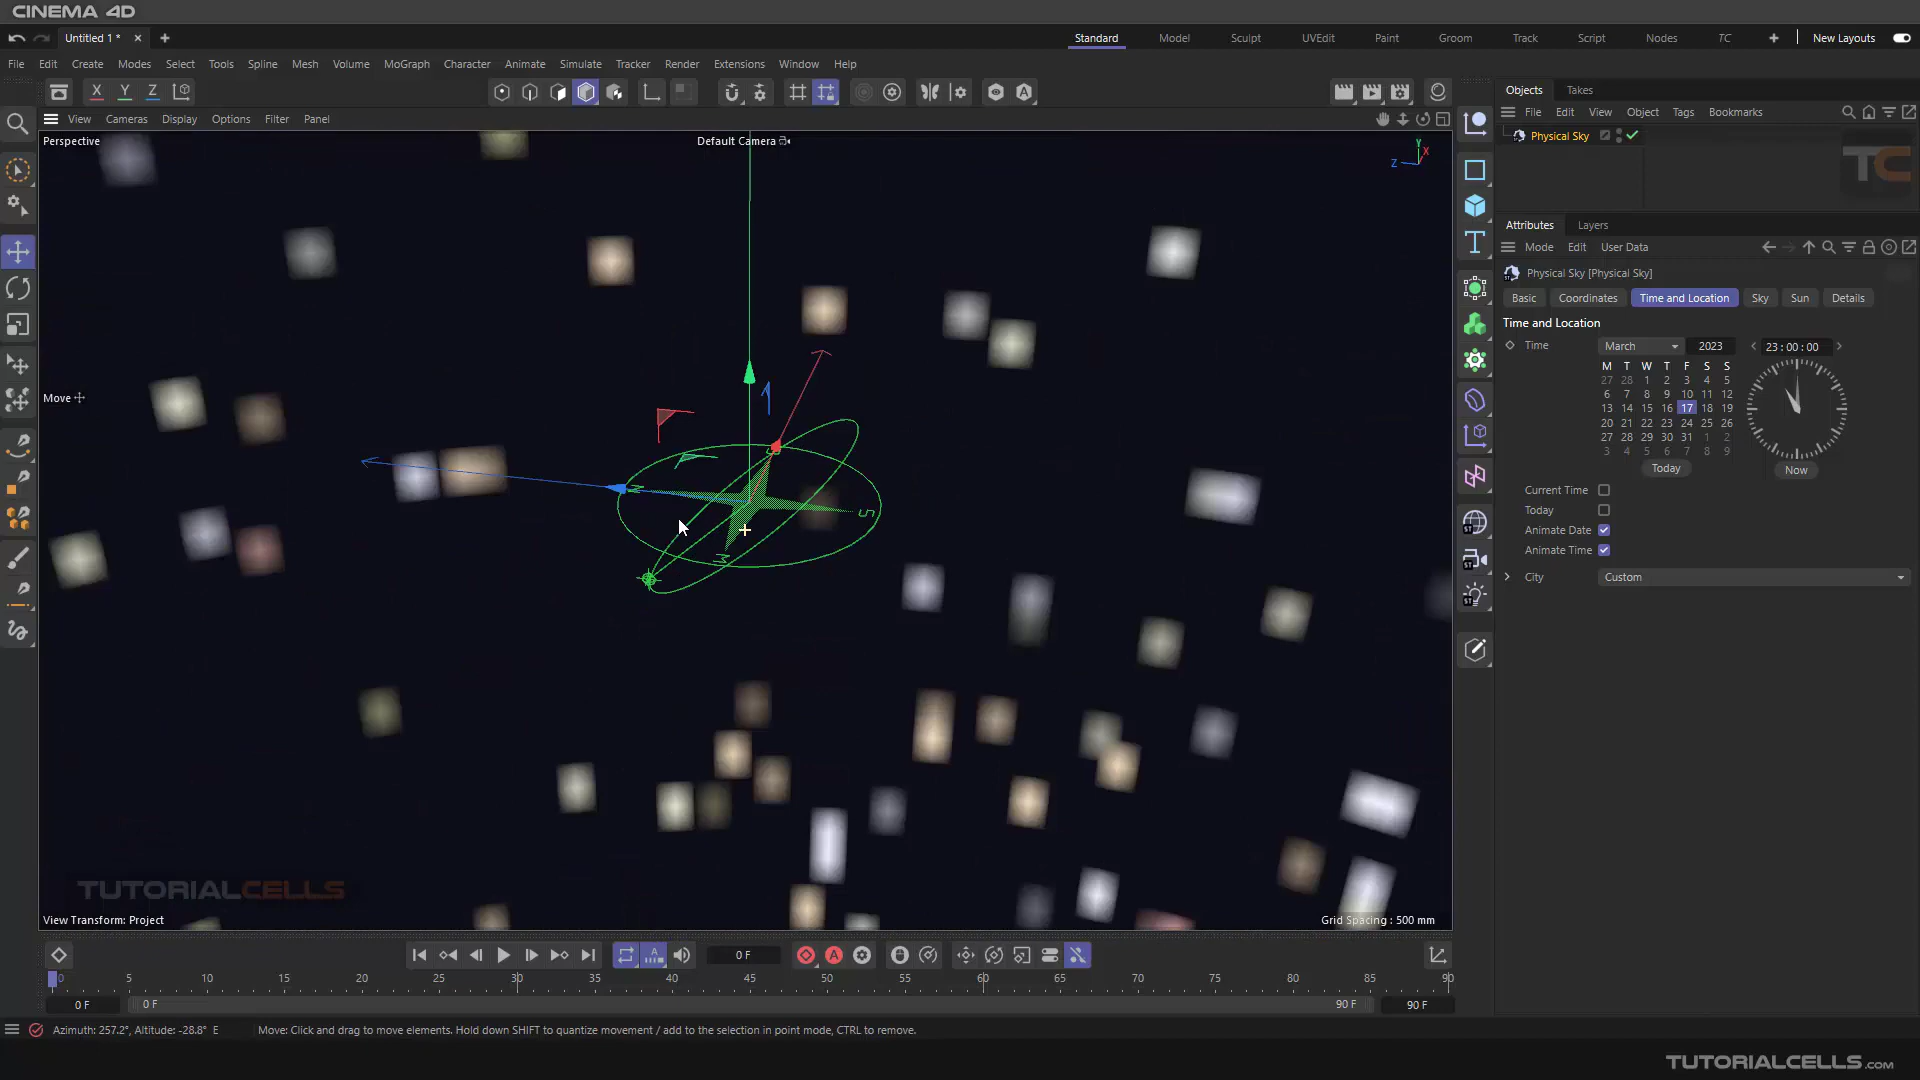 CINEMA 4D
Untitled 1 *
Standard Model Sculpt UVEdit Paint Groom Track Script Nodes TC New Layouts
File Edit Create Modes Select Tools Spline Mesh Volume MoGraph Character Animate Simulate Tracker Render Extensions Window Help
X Y Z
View Cameras Display Options Filter Panel
Perspective
Default Camera
Y
X
Z
Move
N
S
TUTORIALCELLS
View Transform: Project
Grid Spacing : 500 mm
Objects Takes
File Edit View Object Tags Bookmarks
Physical Sky
TC
Attributes Layers
Mode Edit User Data
Physical Sky [Physical Sky]
Basic Coordinates Time and Location Sky Sun Details
Time and Location
Time March 2023 23 : 00 : 00
M T W T F S S
27 28 1 2 3 4 5
6 7 8 9 10 11 12
13 14 15 16 17 18 19
20 21 22 23 24 25 26
27 28 29 30 31 1 2
3 4 5 6 7 8 9
Today
Now
Current Time
Today
Animate Date
Animate Time
City Custom
0 F
0 5 10 15 20 25 30 35 40 45 50 55 60 65 70 75 80 85 90
0 F 0 F 90 F 90 F
Azimuth: 257.2°, Altitude: -28.8° E Move: Click and drag to move elements. Hold down SHIFT to quantize movement / add to the selection in point mode, CTRL to remove.
TUTORIALCELLS.com